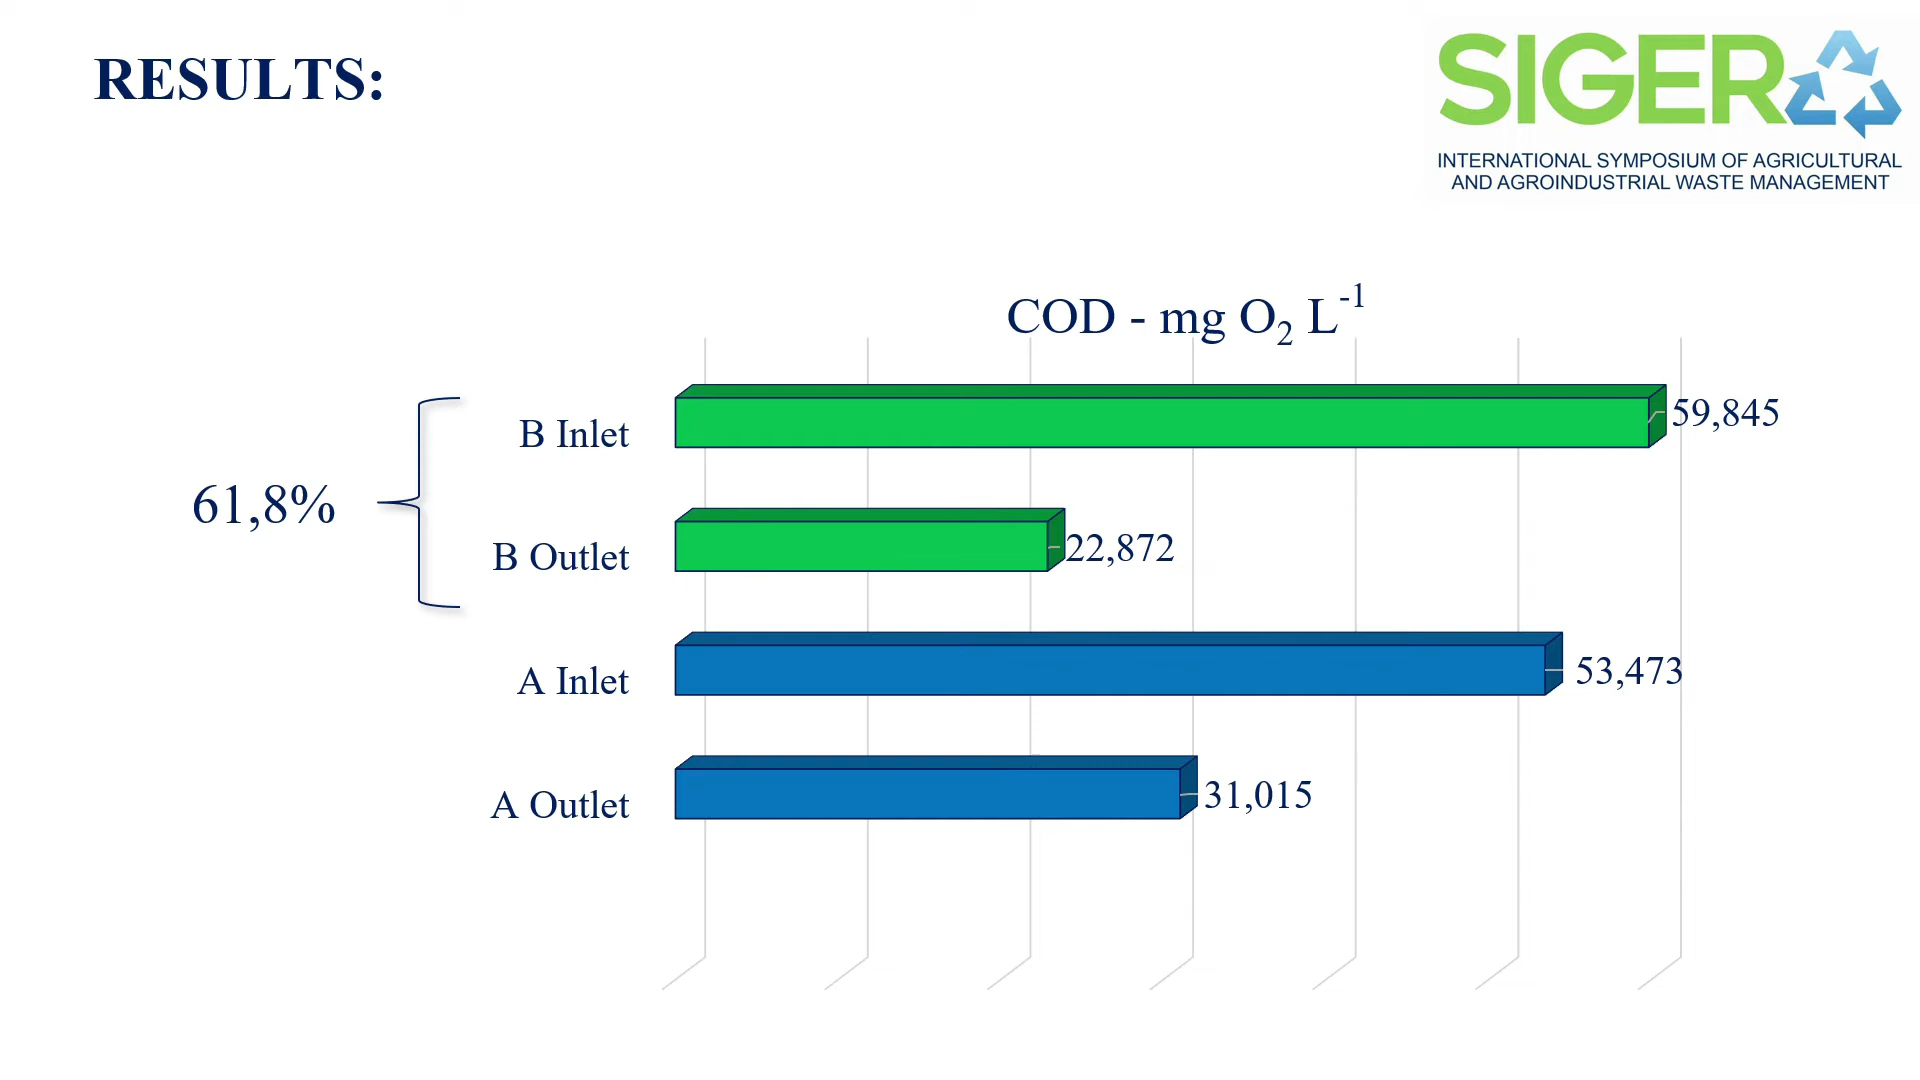 RESULTS:
SIGER
INTERNATIONAL SYMPOSIUM OF AGRICULTURAL
AND AGROINDUSTRIAL WASTE MANAGEMENT
COD - mg O₂ L⁻¹
B Inlet
59,845
61,8%
B Outlet
22,872
A Inlet
53,473
A Outlet
31,015